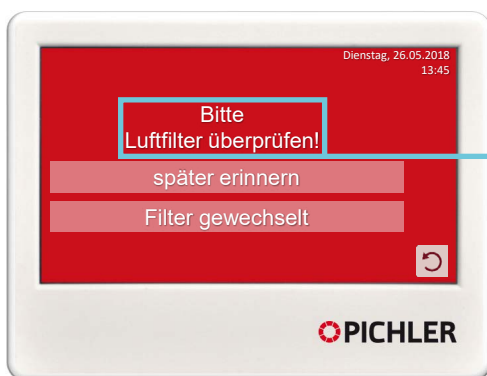 Dienstag, 26.05.2018
13:45
Bitte
Luftfilter überprüfen!
später erinnern
Filter gewechselt
PICHLER